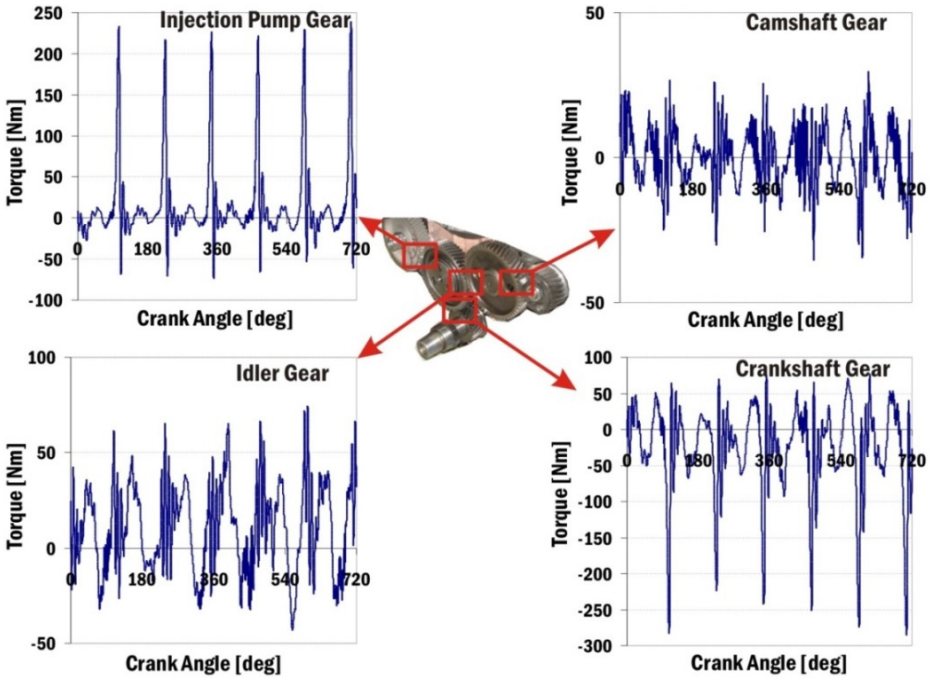 Injection Pump Gear
250
200
150
100
50
0
-50
-100
0 180 360 540 720
Torque [Nm]
Crank Angle [deg]
Camshaft Gear
50
0
-50
0 180 360 540 720
Torque [Nm]
Crank Angle [deg]
Idler Gear
100
50
0
-50
0 180 360 540 720
Torque [Nm]
Crank Angle [deg]
Crankshaft Gear
100
50
0
-50
-100
-150
-200
-250
-300
0 180 360 540 720
Torque [Nm]
Crank Angle [deg]